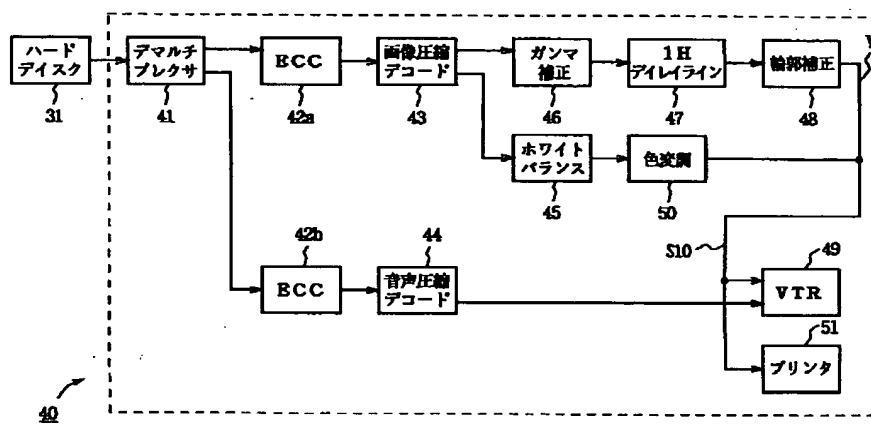 ハード
デイスク
31
デマルチ
プレクサ
41
ECC
42a
画像圧縮
デコード
43
ガンマ
補正
46
1H
デイレイライン
47
輪郭補正
48
Y
ホワイト
バランス
45
色変調
50
S10
42b
ECC
44
音声圧縮
デコード
49
VTR
51
プリンタ
40